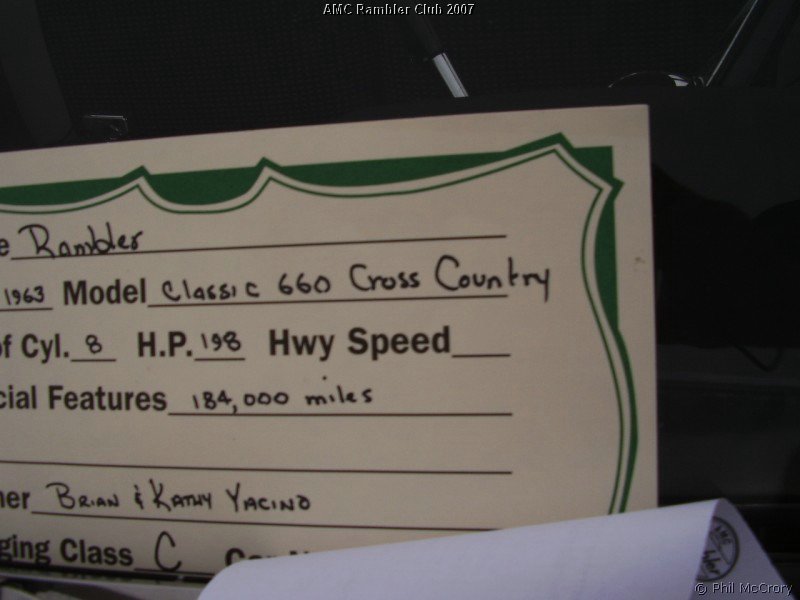 AMC Rambler Club 2007
e Rambler
1963 Model Classic 660 Cross Country
of Cyl. 8 H.P. 198 Hwy Speed
cial Features 184,000 miles
ner Brian & Kathy Yacino
ging Class C
© Phil McCrory